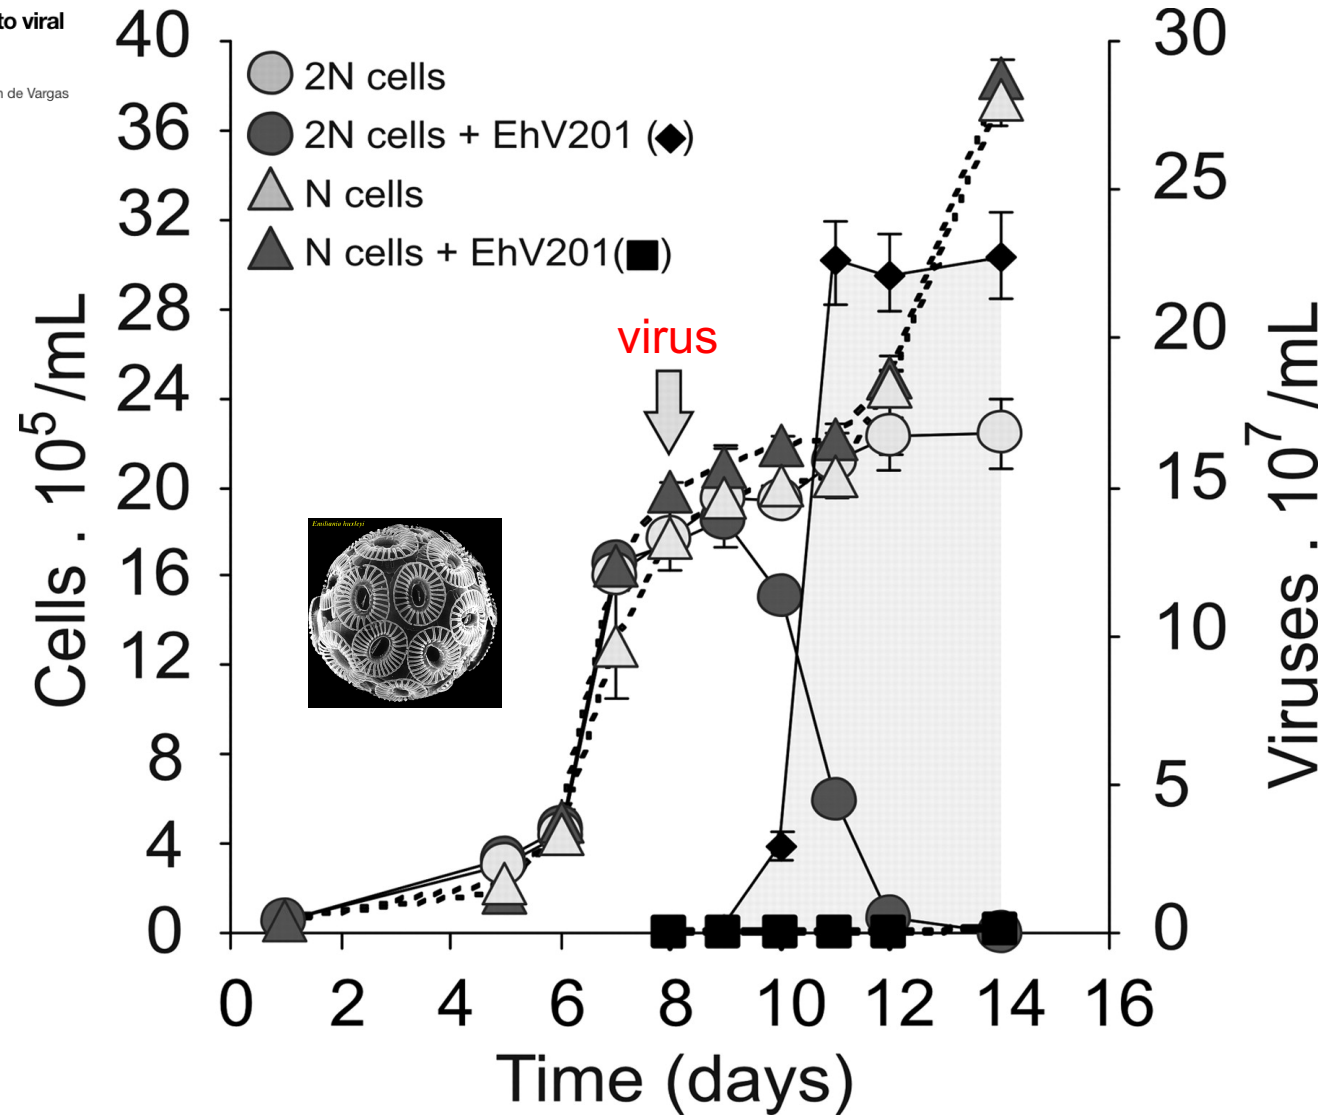 to viral
de Vargas
2N cells
2N cells + EhV201 (◆)
N cells
N cells + EhV201(■)
virus
Emiliania huxleyi
Cells . 10⁵ /mL
40
36
32
28
24
20
16
12
8
4
0
Viruses . 10⁷ /mL
30
25
20
15
10
5
0
0 2 4 6 8 10 12 14 16
Time (days)